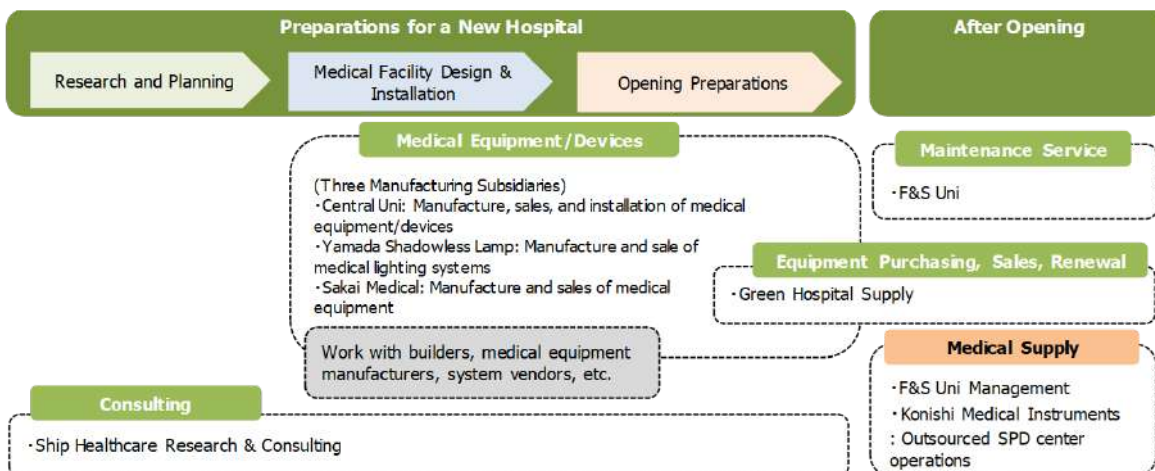 Preparations for a New Hospital
After Opening
Research and Planning
Medical Facility Design &
Installation
Opening Preparations
Medical Equipment/Devices
(Three Manufacturing Subsidiaries)
・Central Uni: Manufacture, sales, and installation of medical
equipment/devices
・Yamada Shadowless Lamp: Manufacture and sale of
medical lighting systems
・Sakai Medical: Manufacture and sales of medical
equipment
Work with builders, medical equipment
manufacturers, system vendors, etc.
Maintenance Service
・F&S Uni
Equipment Purchasing, Sales, Renewal
・Green Hospital Supply
Medical Supply
・F&S Uni Management
・Konishi Medical Instruments
: Outsourced SPD center
operations
Consulting
・Ship Healthcare Research & Consulting